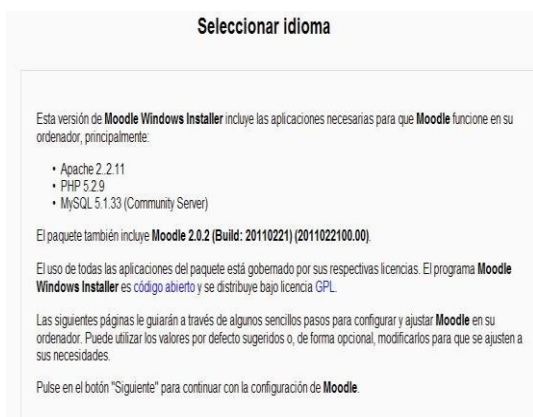 Seleccionar idioma
Esta versión de Moodle Windows Installer incluye las aplicaciones necesarias para que Moodle funcione en su
ordenador, principalmente:
• Apache 2..2.11
• PHP 5.2.9
• MySQL 5.1.33 (Community Server)
El paquete también incluye Moodle 2.0.2 (Build: 20110221) (2011022100.00).
El uso de todas las aplicaciones del paquete está gobernado por sus respectivas licencias. El programa Moodle
Windows Installer es código abierto y se distribuye bajo licencia GPL.
Las siguientes páginas le guiarán a través de algunos sencillos pasos para configurar y ajustar Moodle en su
ordenador. Puede utilizar los valores por defecto sugeridos o, de forma opcional, modificarlos para que se ajusten a
sus necesidades.
Pulse en el botón "Siguiente" para continuar con la configuración de Moodle.